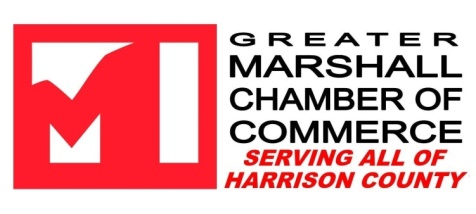 GREATER
MARSHALL
CHAMBER OF
COMMERCE
SERVING ALL OF
HARRISON COUNTY